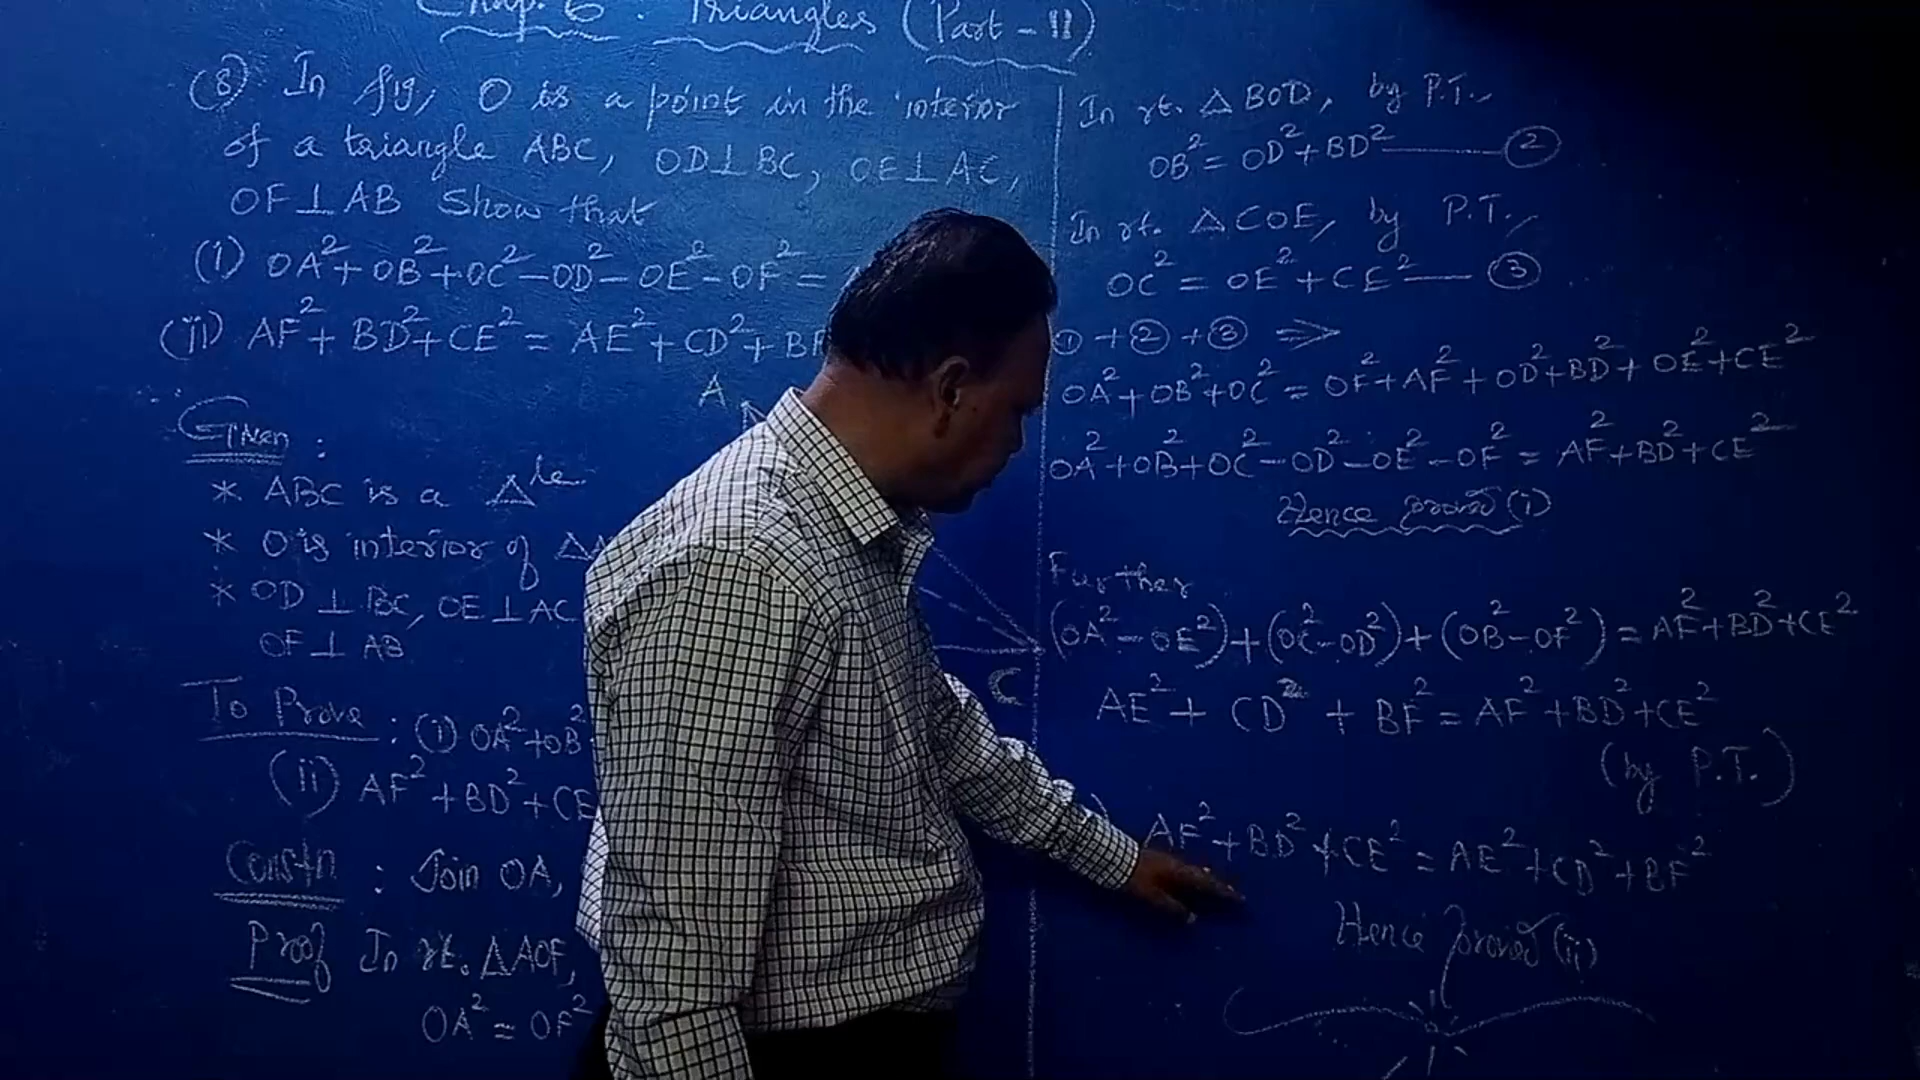 Chap. 6 . Triangles (Part - II)
(8) In fig, O is a point in the interior
of a triangle ABC, OD⊥BC, OE⊥AC,
OF⊥AB Show that
(i) OA²+OB²+OC²-OD²-OE²-OF² =
(ii) AF²+BD²+CE² = AE²+CD²+BF
A
C
Given :
* ABC is a Δle
* O is interior of Δ
* OD ⊥ BC, OE⊥AC
OF⊥AB
To Prove : (i) OA²+OB²
(ii) AF²+BD²+CE
Constn : Join OA,
Proof In rt. ΔAOF,
OA² = OF²
In rt. ΔBOD, by P.T.,
OB² = OD²+BD² —— ②
In rt. ΔCOE, by P.T.,
OC² = OE²+CE² —— ③
①+②+③ ⇒
OA²+OB²+OC² = OF²+AF²+OD²+BD²+OE²+CE²
OA²+OB²+OC²-OD²-OE²-OF² = AF²+BD²+CE²
Hence proved (i)
Further
(OA²-OE²)+(OC²-OD²)+(OB²-OF²) = AF²+BD²+CE²
AE²+ CD² + BF² = AF²+BD²+CE²
(by P.T.)
AF²+BD²+CE² = AE²+CD²+BF²
Hence proved (ii)